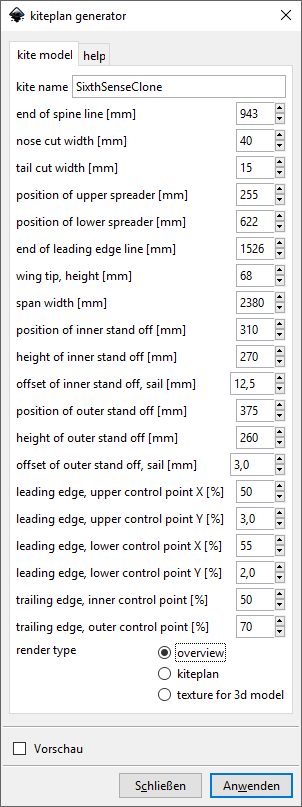 kiteplan generator
kite model help
kite name SixthSenseClone
end of spine line [mm] 943
nose cut width [mm] 40
tail cut width [mm] 15
position of upper spreader [mm] 255
position of lower spreader [mm] 622
end of leading edge line [mm] 1526
wing tip, height [mm] 68
span width [mm] 2380
position of inner stand off [mm] 310
height of inner stand off [mm] 270
offset of inner stand off, sail [mm] 12,5
position of outer stand off [mm] 375
height of outer stand off [mm] 260
offset of outer stand off, sail [mm] 3,0
leading edge, upper control point X [%] 50
leading edge, upper control point Y [%] 3,0
leading edge, lower control point X [%] 55
leading edge, lower control point Y [%] 2,0
trailing edge, inner control point [%] 50
trailing edge, outer control point [%] 70
render type overview
kiteplan
texture for 3d model
Vorschau
Schließen Anwenden